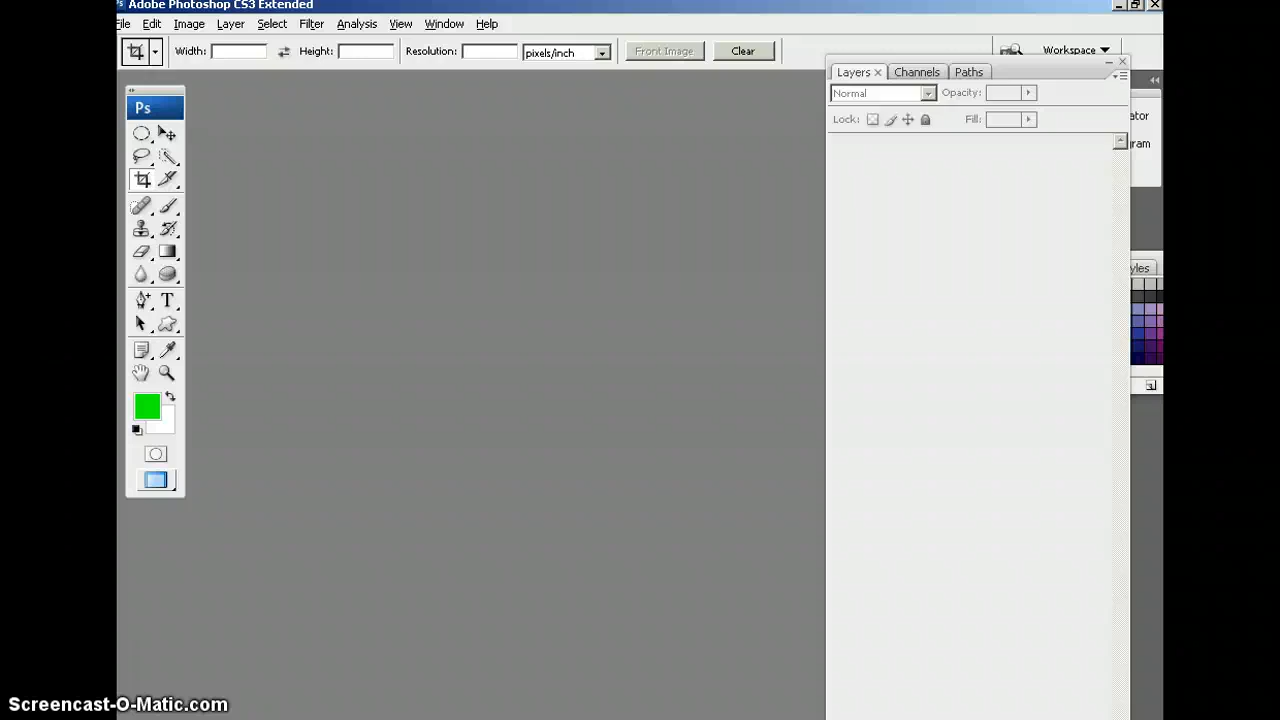 Adobe Photoshop CS3 Extended
File Edit Image Layer Select Filter Analysis View Window Help
Width: Height: Resolution: pixels/inch Front Image Clear Workspace
Layers Channels Paths
Normal Opacity:
Lock: Fill:
Ps
T
Screencast-O-Matic.com